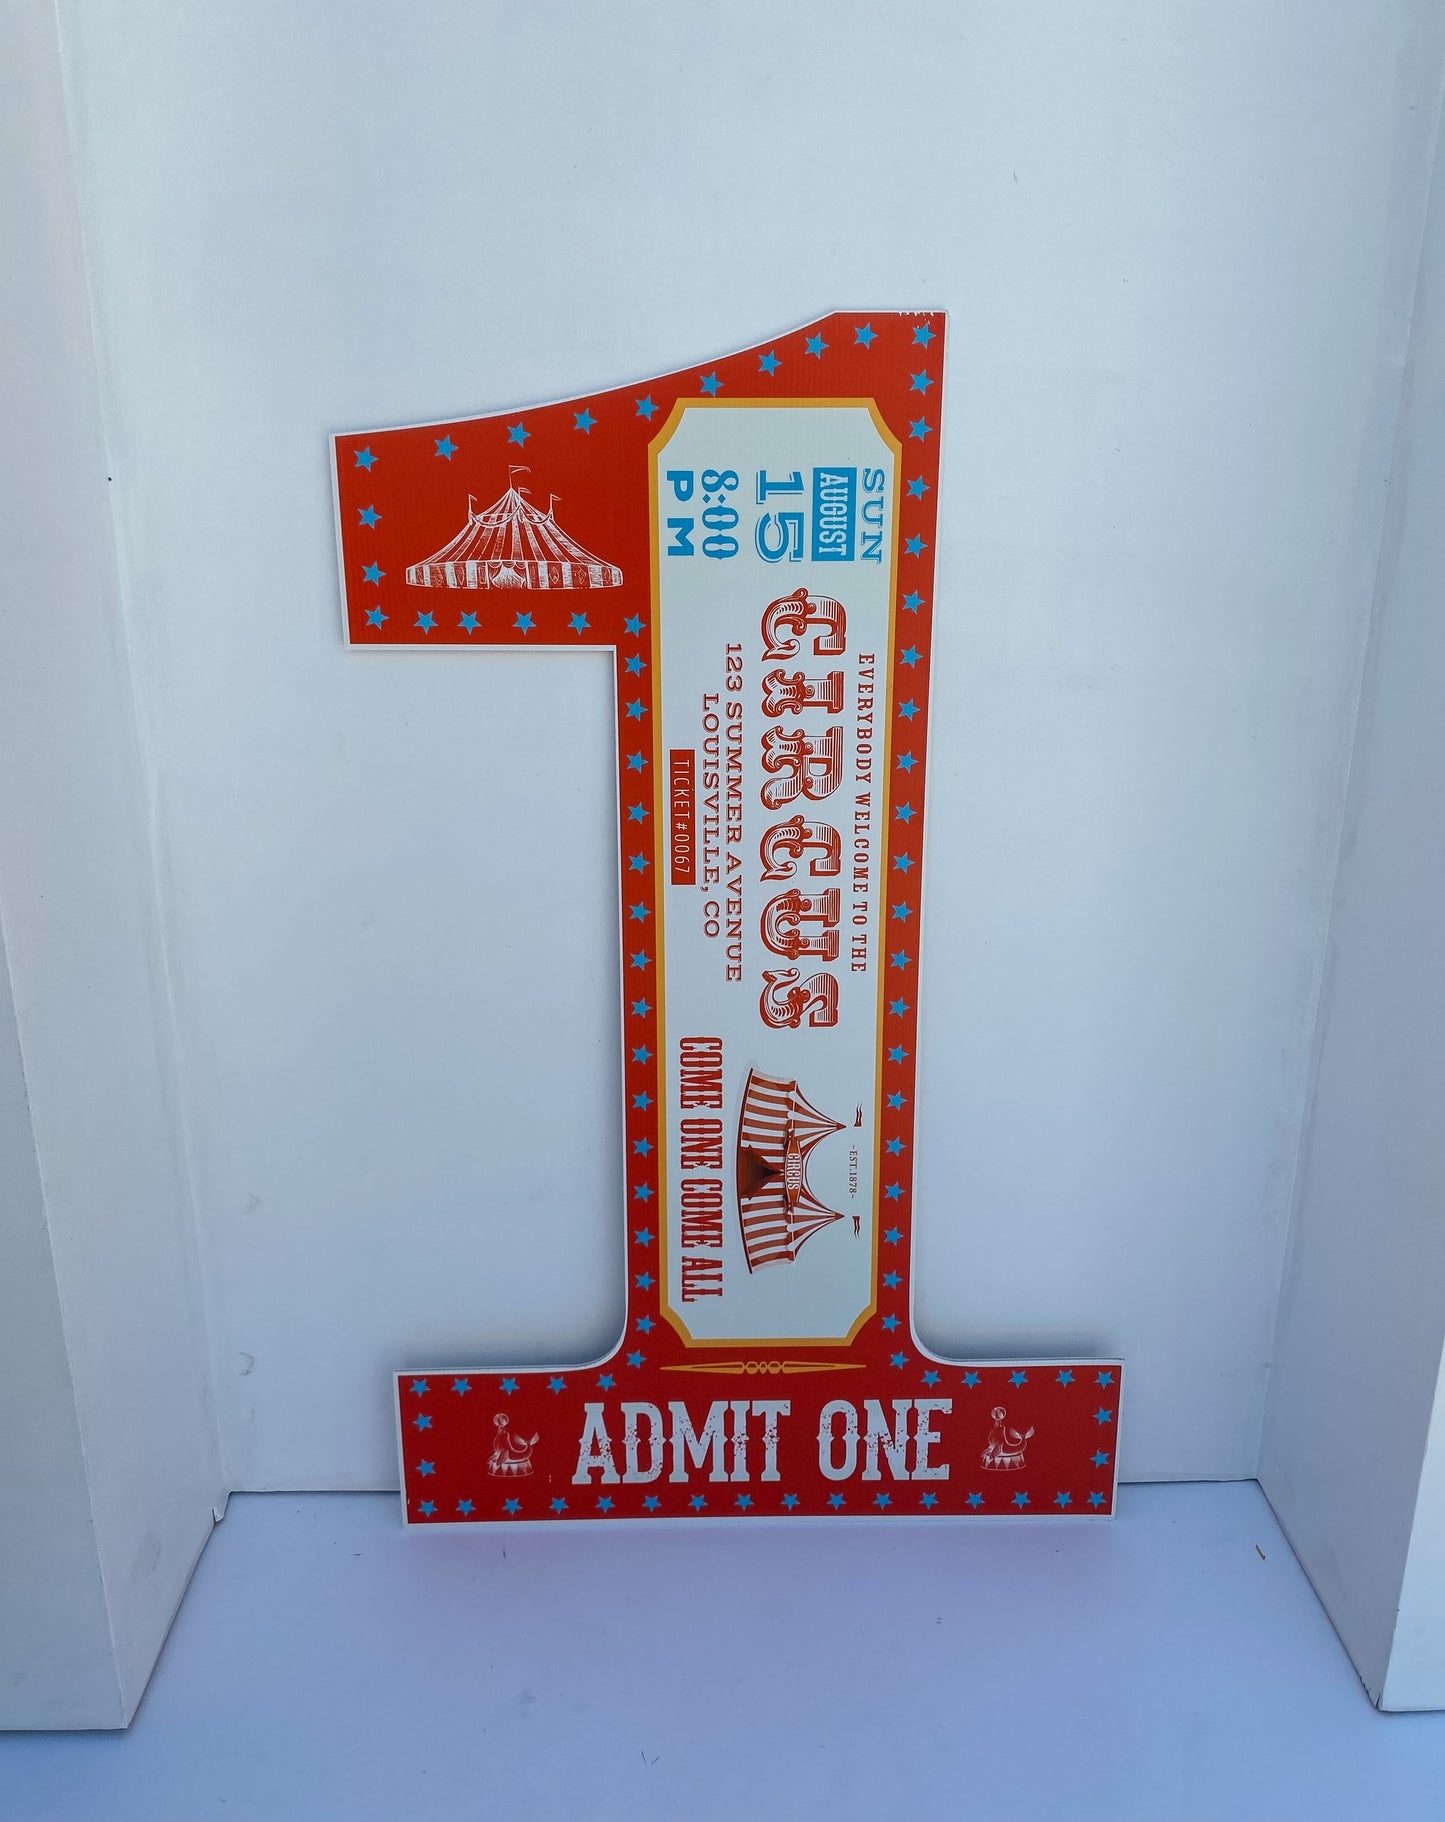 SUN
AUGUST
15
8:00
PM
EVERYBODY WELCOME TO THE
CIRCUS
123 SUMMER AVENUE
LOUISVILLE, CO
TICKET#0067
~EST.1878~
CIRCUS
COME ONE COME ALL
ADMIT ONE